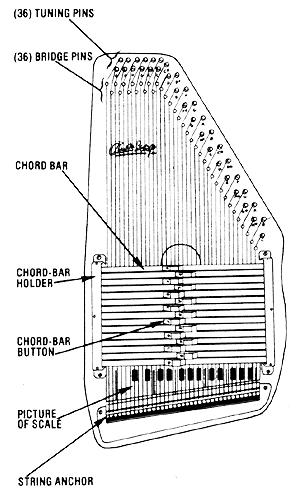 (36) TUNING PINS
(36) BRIDGE PINS
CHORD BAR
CHORD-BAR
HOLDER
CHORD-BAR
BUTTON
PICTURE
OF SCALE
STRING ANCHOR